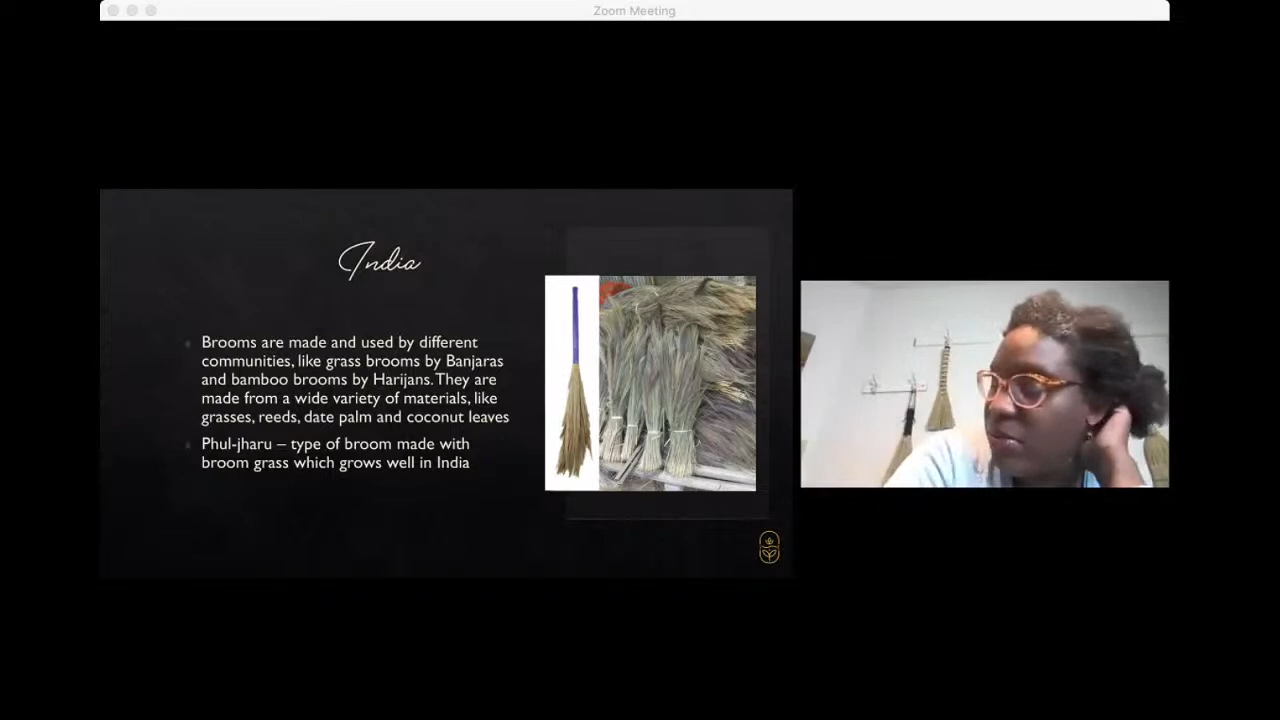 Zoom Meeting
India
Brooms are made and used by different
communities, like grass brooms by Banjaras
and bamboo brooms by Harijans. They are
made from a wide variety of materials, like
grasses, reeds, date palm and coconut leaves
Phul-jharu – type of broom made with
broom grass which grows well in India